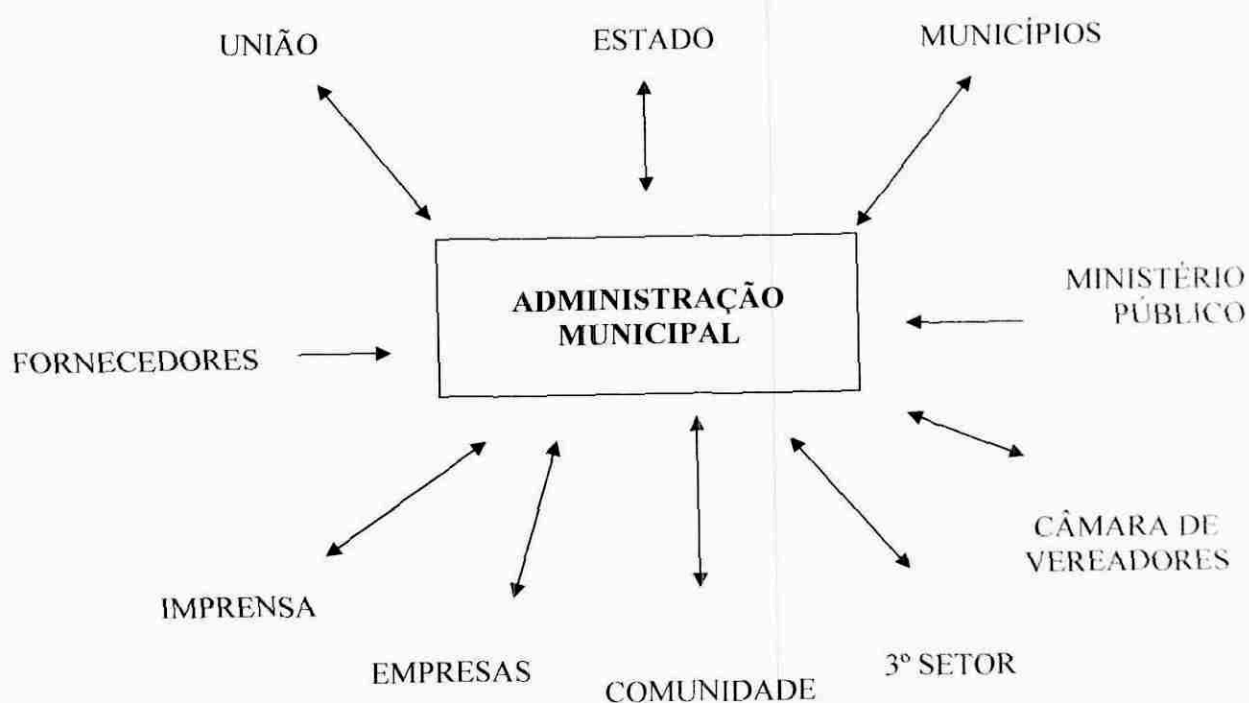 UNIÃO
ESTADO
MUNICÍPIOS
ADMINISTRAÇÃO
MUNICIPAL
MINISTÉRIO
PÚBLICO
FORNECEDORES
CÂMARA DE
VEREADORES
IMPRENSA
EMPRESAS
COMUNIDADE
3º SETOR